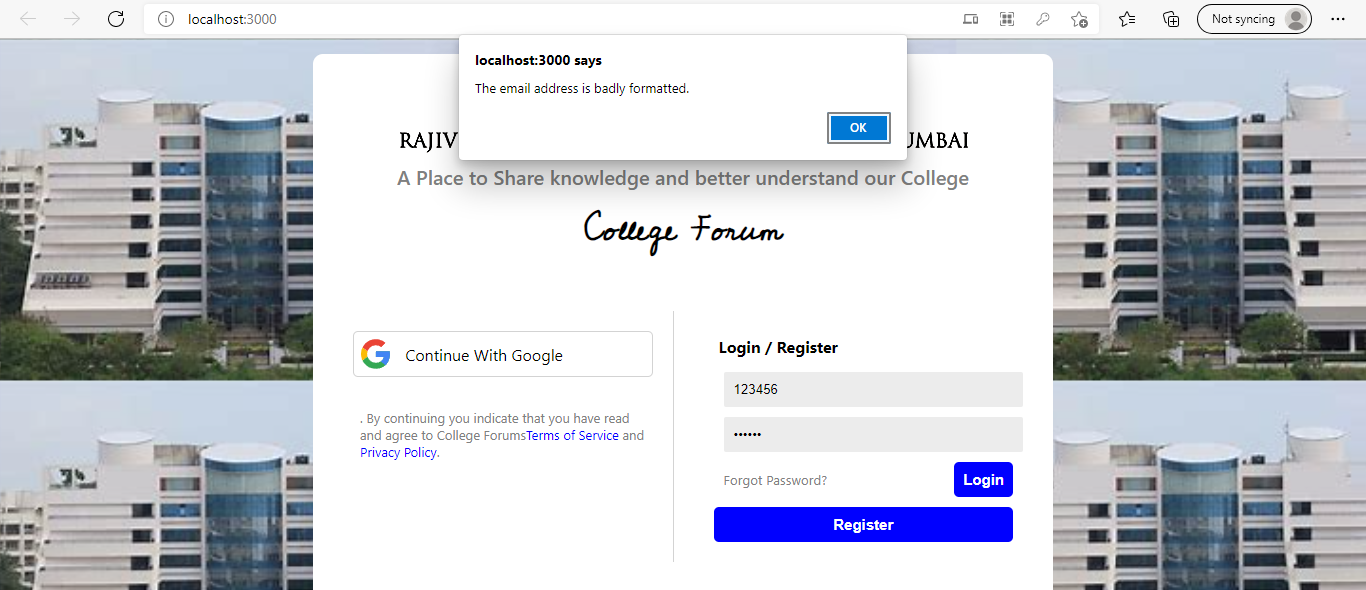 localhost:3000
Not syncing
localhost:3000 says
The email address is badly formatted.
OK
RAJIV UMBAI
A Place to Share knowledge and better understand our College
College Forum
Continue With Google
. By continuing you indicate that you have read
and agree to College ForumsTerms of Service and
Privacy Policy.
Login / Register
123456
••••••
Forgot Password?
Login
Register